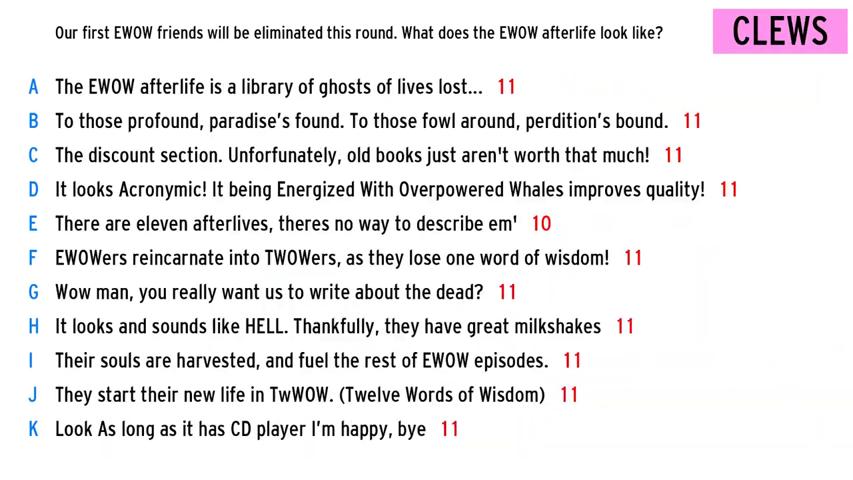 Our first EWOW friends will be eliminated this round. What does the EWOW afterlife look like?
CLEWS
A The EWOW afterlife is a library of ghosts of lives lost... 11
B To those profound, paradise's found. To those fowl around, perdition's bound. 11
C The discount section. Unfortunately, old books just aren't worth that much! 11
D It looks Acronymic! It being Energized With Overpowered Whales improves quality! 11
E There are eleven afterlives, theres no way to describe em' 10
F EWOWers reincarnate into TWOWers, as they lose one word of wisdom! 11
G Wow man, you really want us to write about the dead? 11
H It looks and sounds like HELL. Thankfully, they have great milkshakes 11
I Their souls are harvested, and fuel the rest of EWOW episodes. 11
J They start their new life in TwWOW. (Twelve Words of Wisdom) 11
K Look As long as it has CD player I'm happy, bye 11